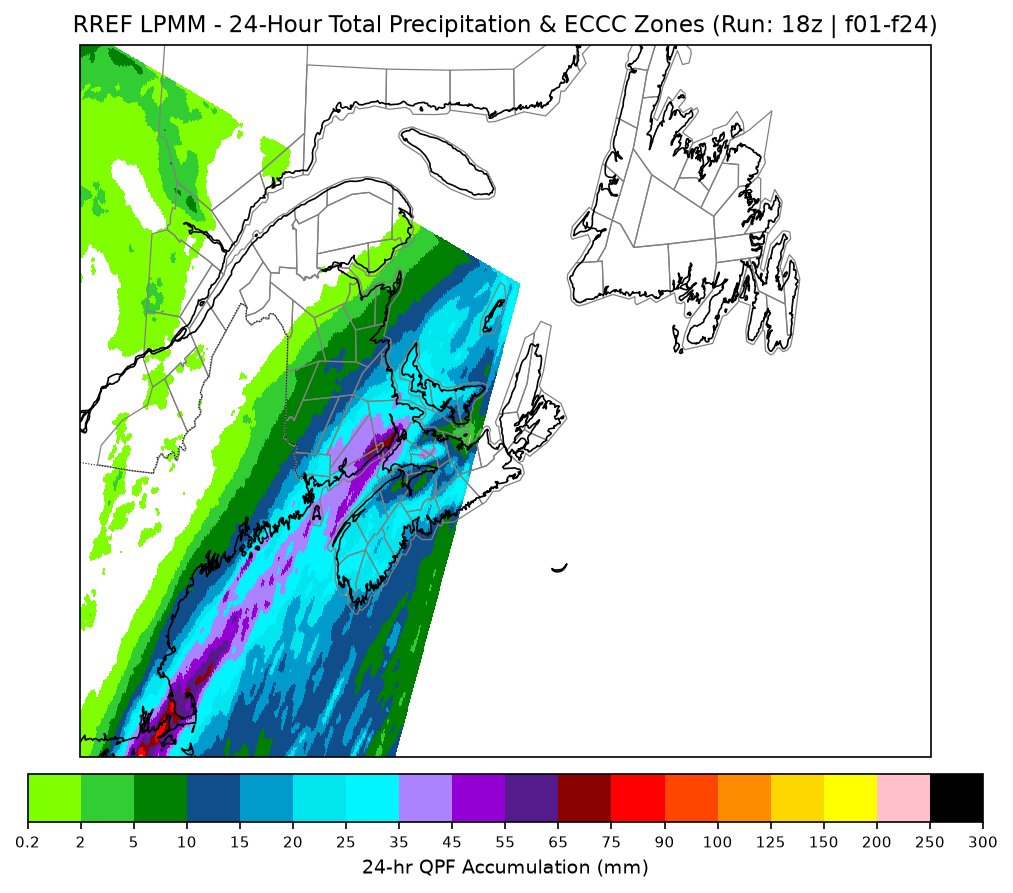 RREF LPMM - 24-Hour Total Precipitation & ECCC Zones (Run: 18z | f01-f24)
0.2 2 5 10 15 20 25 35 45 55 65 75 90 100 125 150 200 250 300
24-hr QPF Accumulation (mm)